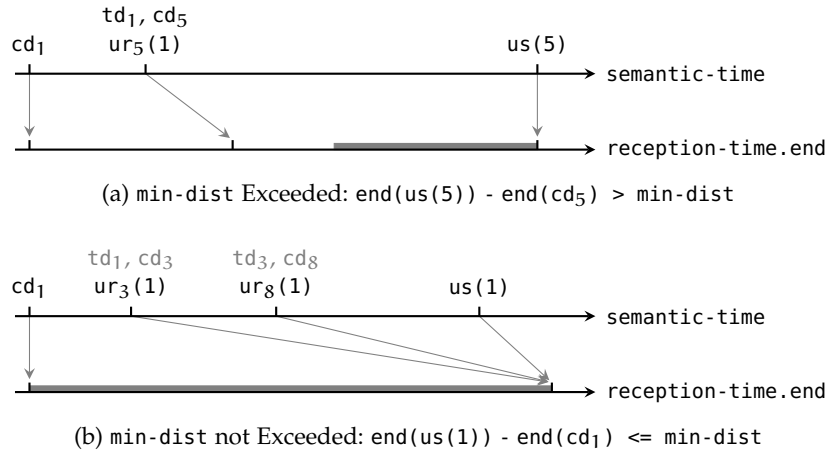 td₁, cd₅
cd₁ ur₅(1) us(5)
semantic-time
reception-time.end
(a) min-dist Exceeded: end(us(5)) - end(cd₅) > min-dist
td₁, cd₃ td₃, cd₈
cd₁ ur₃(1) ur₈(1) us(1)
semantic-time
reception-time.end
(b) min-dist not Exceeded: end(us(1)) - end(cd₁) <= min-dist